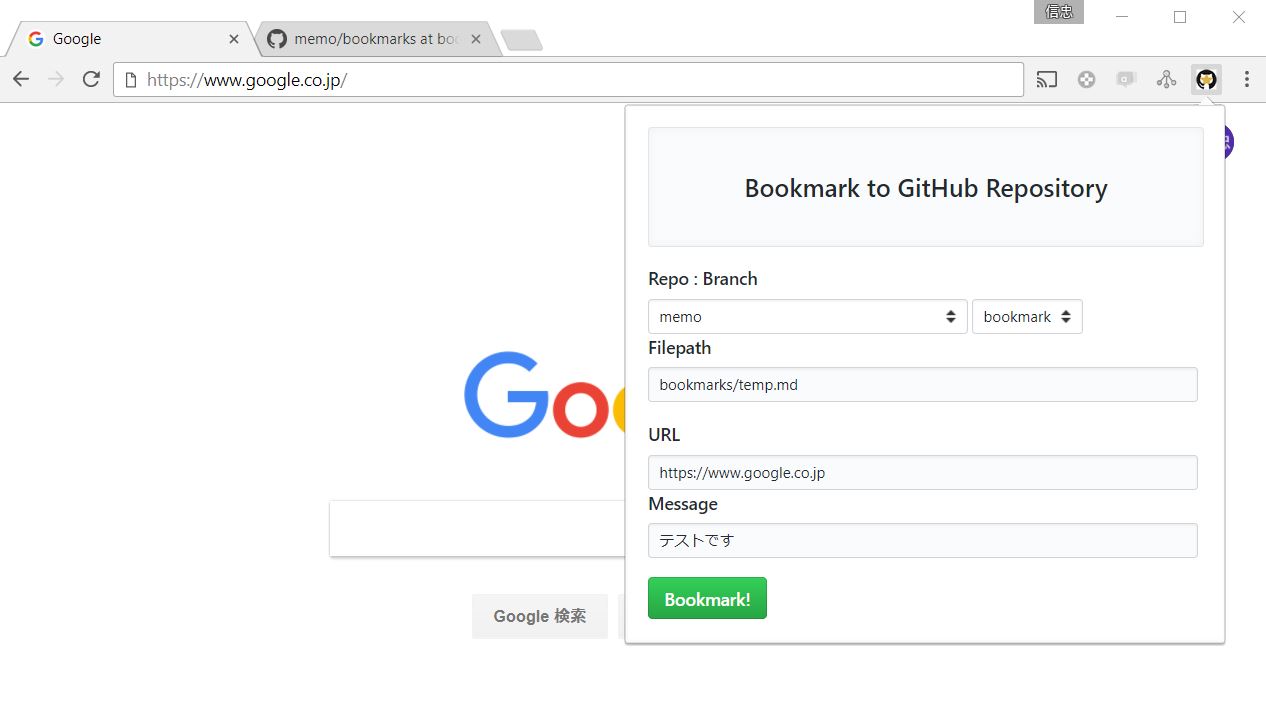 信忠
Google
memo/bookmarks at boo
https://www.google.co.jp/
Bookmark to GitHub Repository
Repo : Branch
memo
bookmark
Filepath
bookmarks/temp.md
URL
https://www.google.co.jp
Message
テストです
Bookmark!
Goo
Google 検索